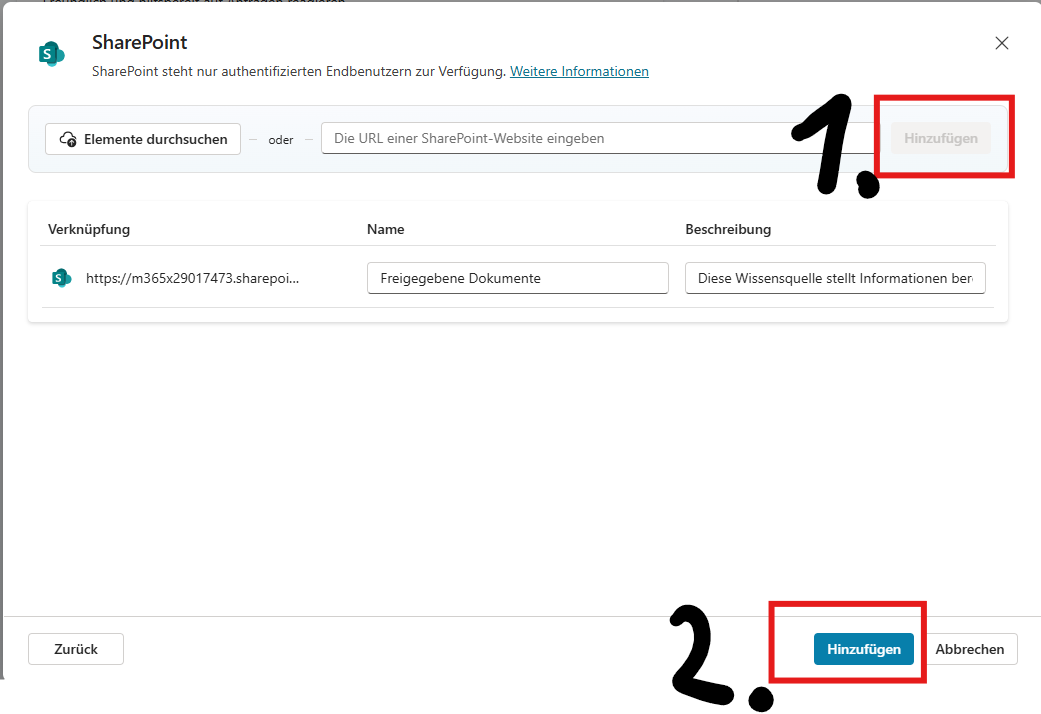 SharePoint
SharePoint steht nur authentifizierten Endbenutzern zur Verfügung. Weitere Informationen
Elemente durchsuchen oder Die URL einer SharePoint-Website eingeben 1. Hinzufügen
Verknüpfung Name Beschreibung
https://m365x29017473.sharepoi... Freigegebene Dokumente Diese Wissensquelle stellt Informationen ber
Zurück 2. Hinzufügen Abbrechen